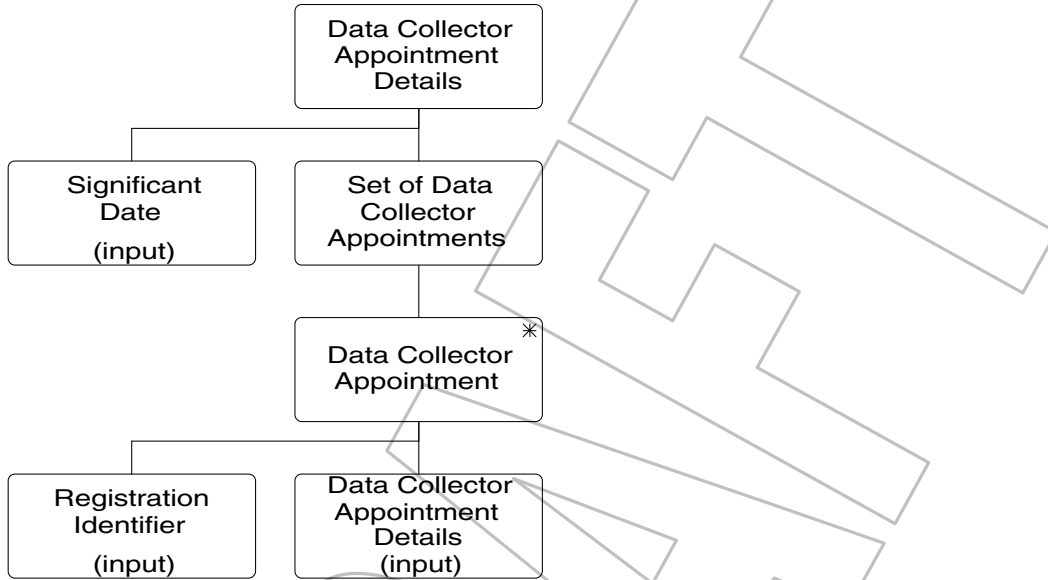 Data Collector
Appointment
Details
Significant
Date
(input)
Set of Data
Collector
Appointments
Data Collector
Appointment
Registration
Identifier
(input)
Data Collector
Appointment
Details
(input)